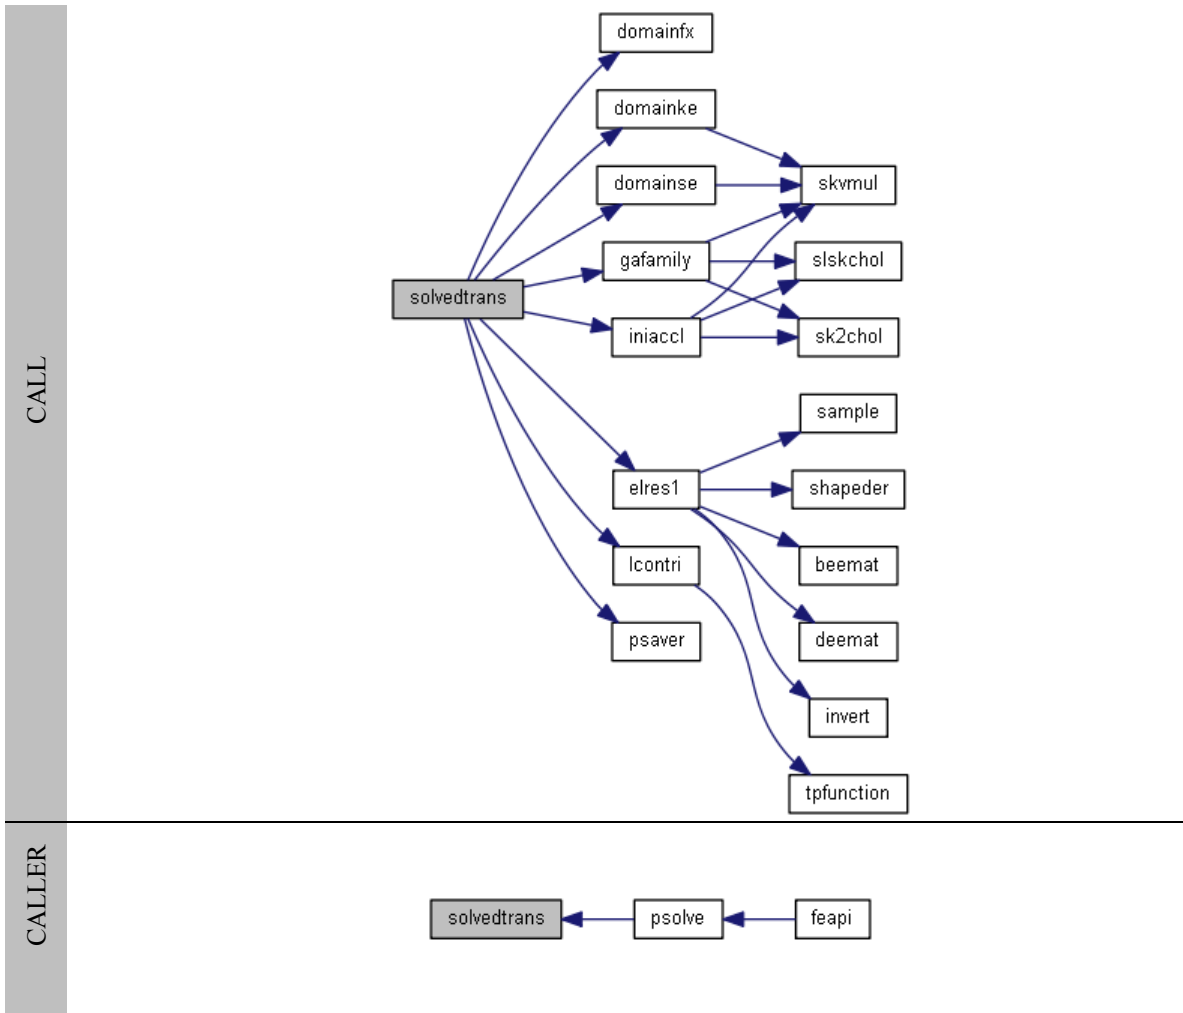 CALL
domainfx
domainke
domainse
skvmul
gafamily
slskchol
solvedtrans
iniaccl
sk2chol
sample
elres1
shapeder
lcontri
beemat
psaver
deemat
invert
tpfunction
CALLER
solvedtrans
psolve
feapi